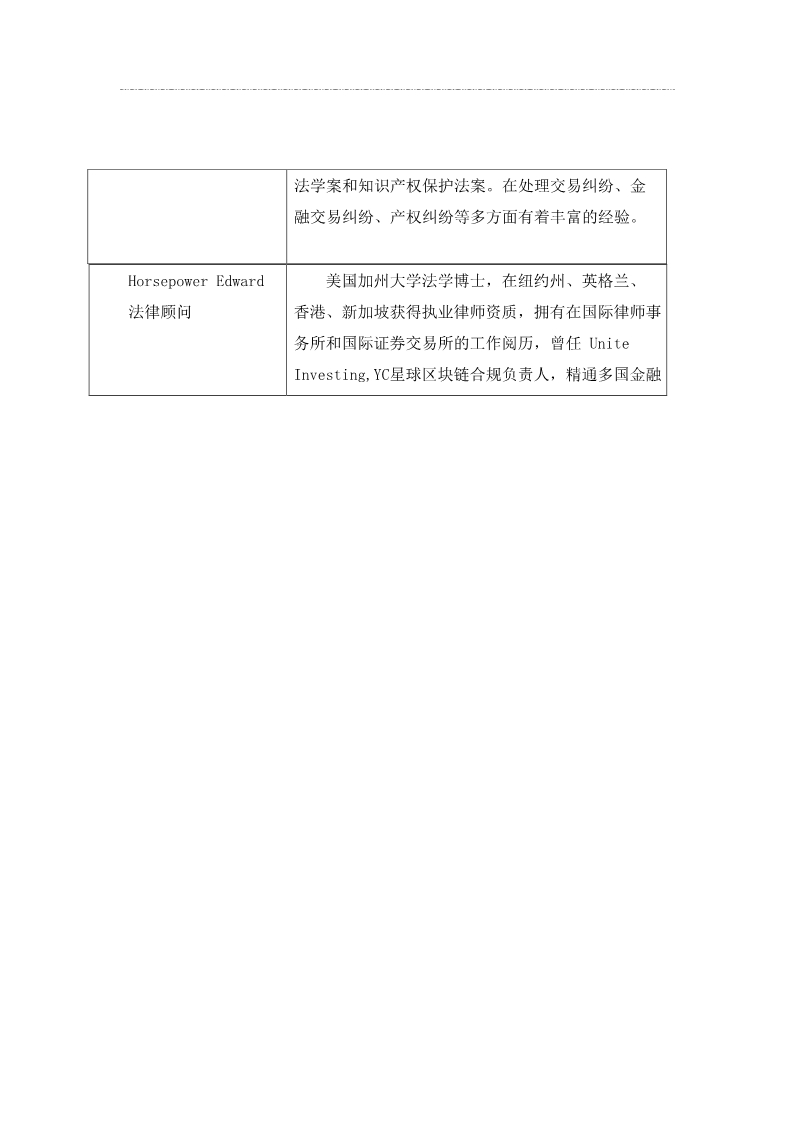 法学案和知识产权保护法案。在处理交易纠纷、金
融交易纠纷、产权纠纷等多方面有着丰富的经验。
Horsepower Edward
法律顾问
美国加州大学法学博士，在纽约州、英格兰、
香港、新加坡获得执业律师资质，拥有在国际律师事
务所和国际证券交易所的工作阅历，曾任 Unite
Investing,YC星球区块链合规负责人，精通多国金融